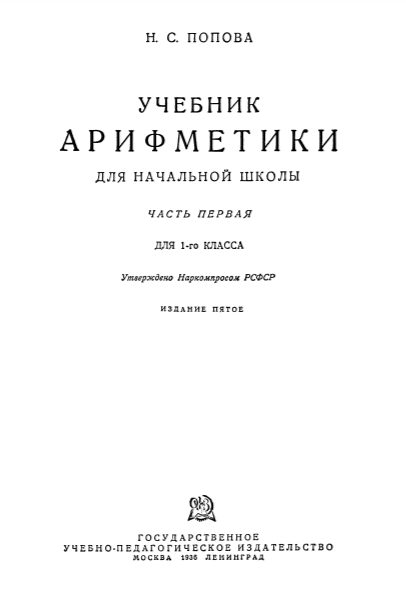 Н. С. ПОПОВА
УЧЕБНИК
АРИФМЕТИКИ
ДЛЯ НАЧАЛЬНОЙ ШКОЛЫ
ЧАСТЬ ПЕРВАЯ
ДЛЯ 1-го КЛАССА
Утверждено Наркомпросом РСФСР
ИЗДАНИЕ ПЯТОЕ
ГОСУДАРСТВЕННОЕ
УЧЕБНО-ПЕДАГОГИЧЕСКОЕ ИЗДАТЕЛЬСТВО
МОСКВА 1936 ЛЕНИНГРАД